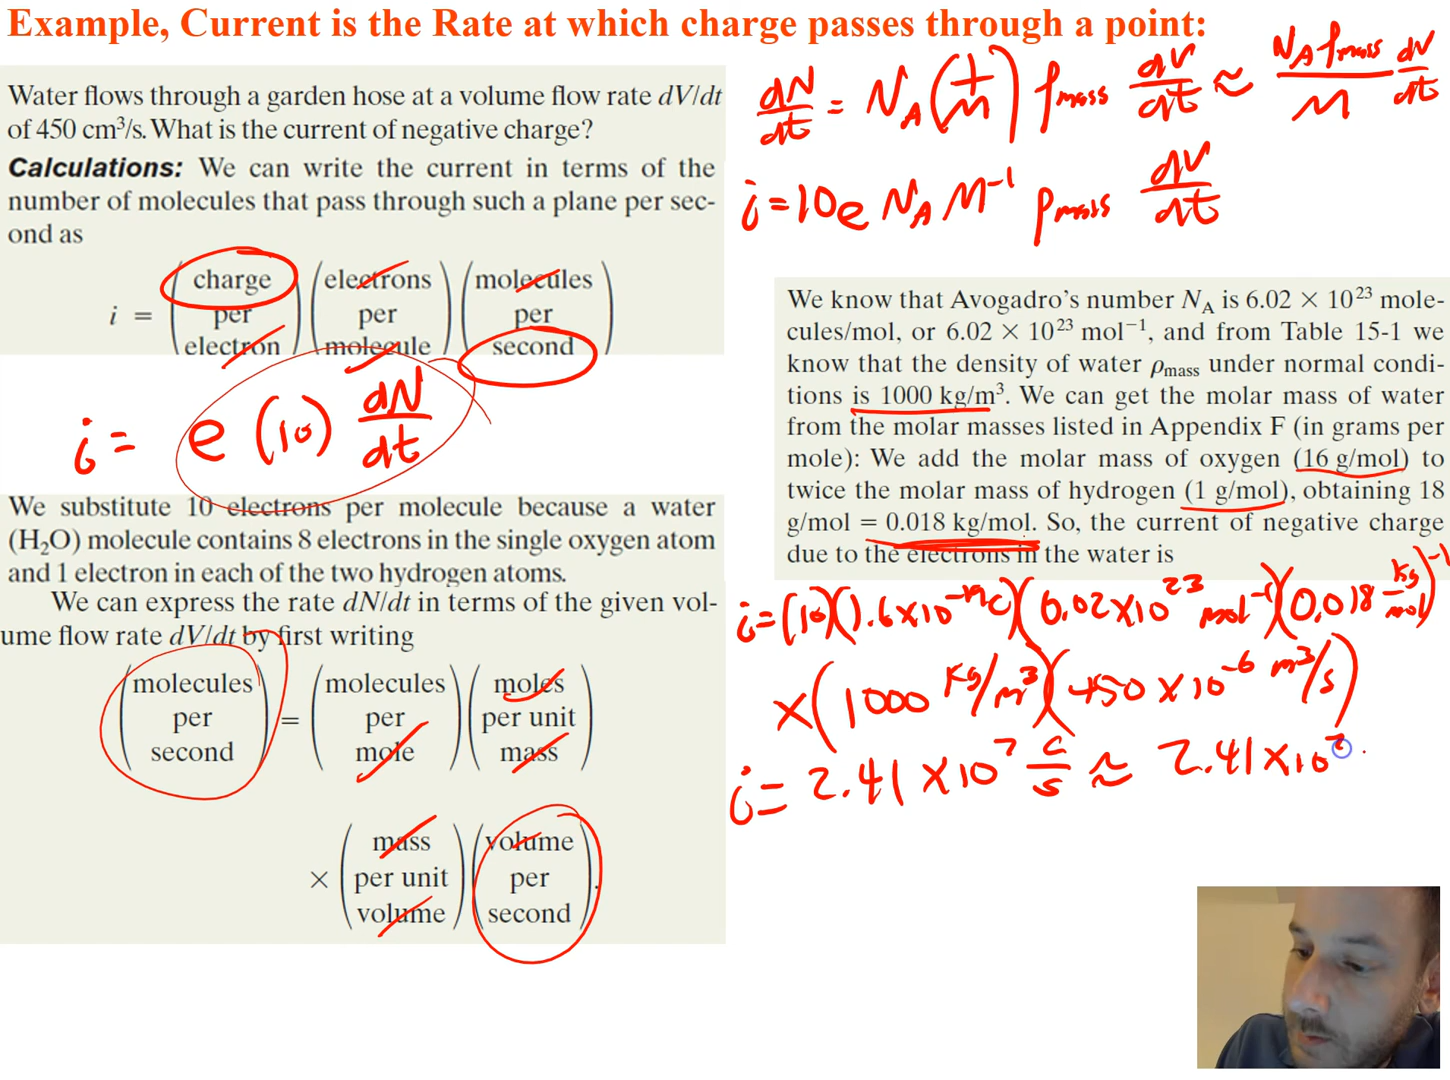 Example, Current is the Rate at which charge passes through a point:
Water flows through a garden hose at a volume flow rate dV/dt
of 450 cm³/s. What is the current of negative charge?
Calculations: We can write the current in terms of the
number of molecules that pass through such a plane per sec-
ond as
i = (charge per electron) (electrons per molecule) (molecules per second)
i = e (10) dN/dt
We substitute 10 electrons per molecule because a water
(H₂O) molecule contains 8 electrons in the single oxygen atom
and 1 electron in each of the two hydrogen atoms.
We can express the rate dN/dt in terms of the given vol-
ume flow rate dV/dt by first writing
(molecules per second) = (molecules per mole) (moles per unit mass)
× (mass per unit volume) (volume per second).
dN/dt = N_A (1/M) ρmass dV/dt ≈ N_A ρmass/M dV/dt
i = 10e N_A M⁻¹ ρmass dV/dt
We know that Avogadro's number N_A is 6.02 × 10²³ mole-
cules/mol, or 6.02 × 10²³ mol⁻¹, and from Table 15-1 we
know that the density of water ρmass under normal condi-
tions is 1000 kg/m³. We can get the molar mass of water
from the molar masses listed in Appendix F (in grams per
mole): We add the molar mass of oxygen (16 g/mol) to
twice the molar mass of hydrogen (1 g/mol), obtaining 18
g/mol = 0.018 kg/mol. So, the current of negative charge
due to the electrons in the water is
i = (10)(1.6×10⁻¹⁹C)(6.02×10²³ mol⁻¹)(0.018 kg/mol)⁻¹
×(1000 kg/m³)(450×10⁻⁶ m³/s)
i = 2.41×10⁷ C/s ≈ 2.41×10⁷